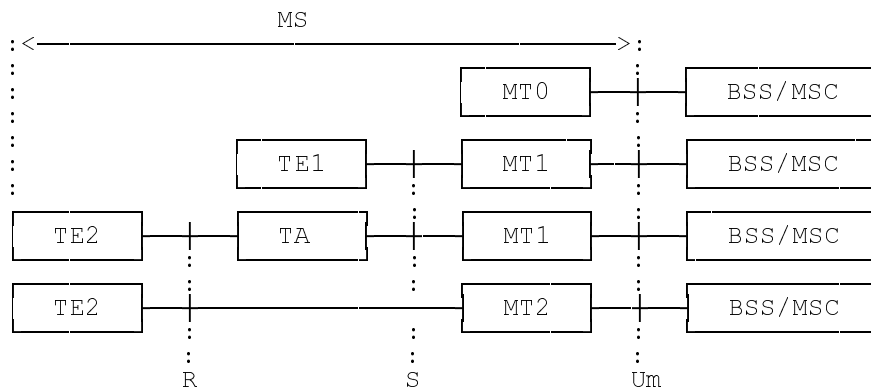 MS
MT0 BSS/MSC
TE1 MT1 BSS/MSC
TE2 TA MT1 BSS/MSC
TE2 MT2 BSS/MSC
R S Um